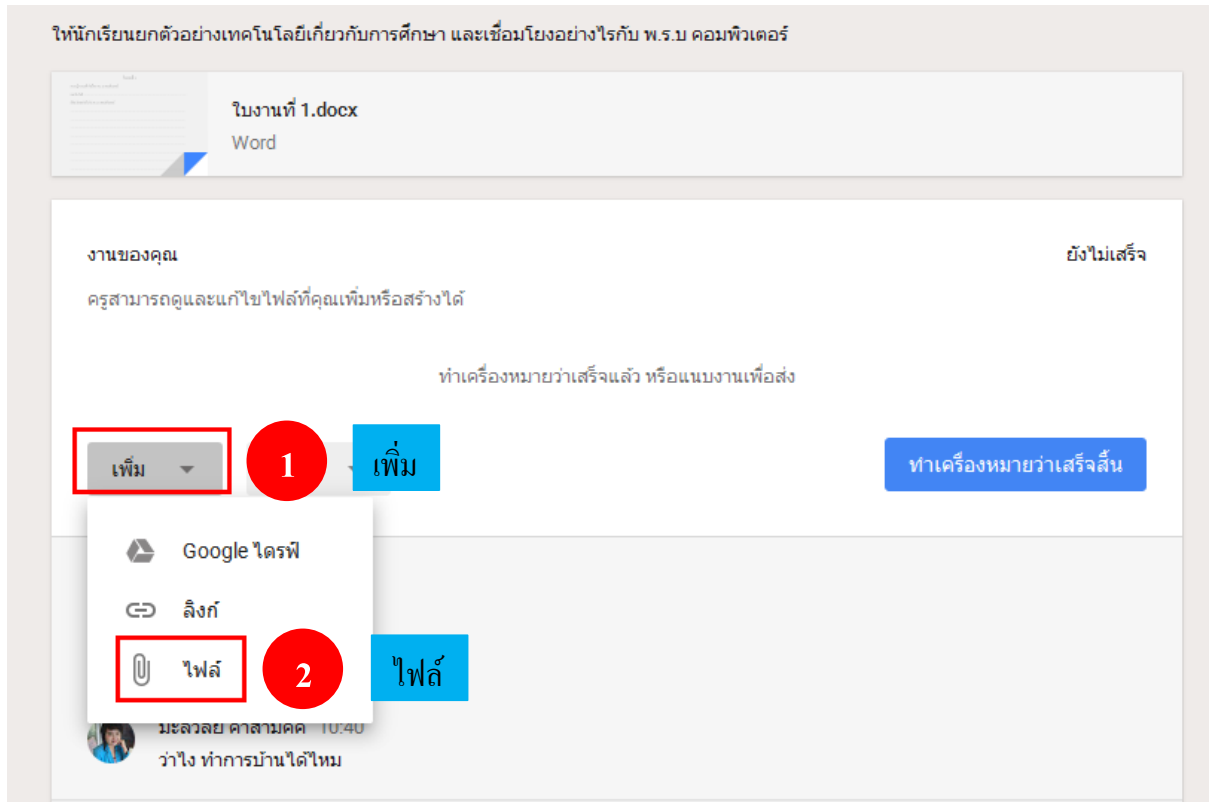 ให้นักเรียนยกตัวอย่างเทคโนโลยีเกี่ยวกับการศึกษา และเชื่อมโยงอย่างไรกับ พ.ร.บ คอมพิวเตอร์
ใบงานที่ 1.docx
Word
งานของคุณ ยังไม่เสร็จ
ครูสามารถดูและแก้ไขไฟล์ที่คุณเพิ่มหรือสร้างได้
ทำเครื่องหมายว่าเสร็จแล้ว หรือแนบงานเพื่อส่ง
เพิ่ม 1 เพิ่ม ทำเครื่องหมายว่าเสร็จสิ้น
Google ไดรฟ์
ลิงก์
ไฟล์ 2 ไฟล์
10:40
ว่าไง ทำการบ้านได้ไหม